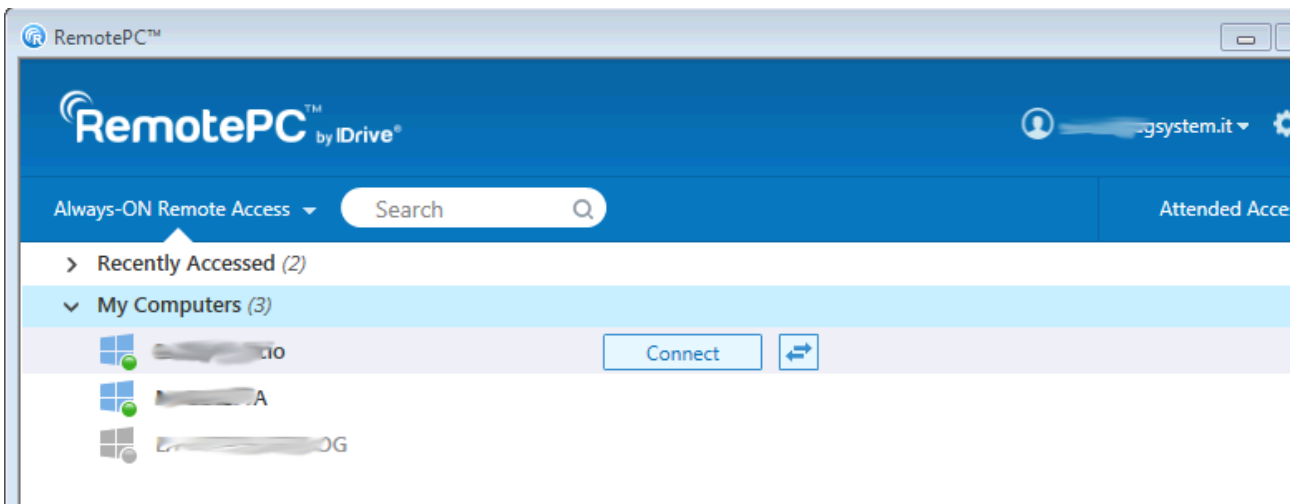 RemotePC™
RemotePC™ by IDrive®
gsystem.it
Always-ON Remote Access
Search
Attended Acce
Recently Accessed (2)
My Computers (3)
io
Connect
A
OG